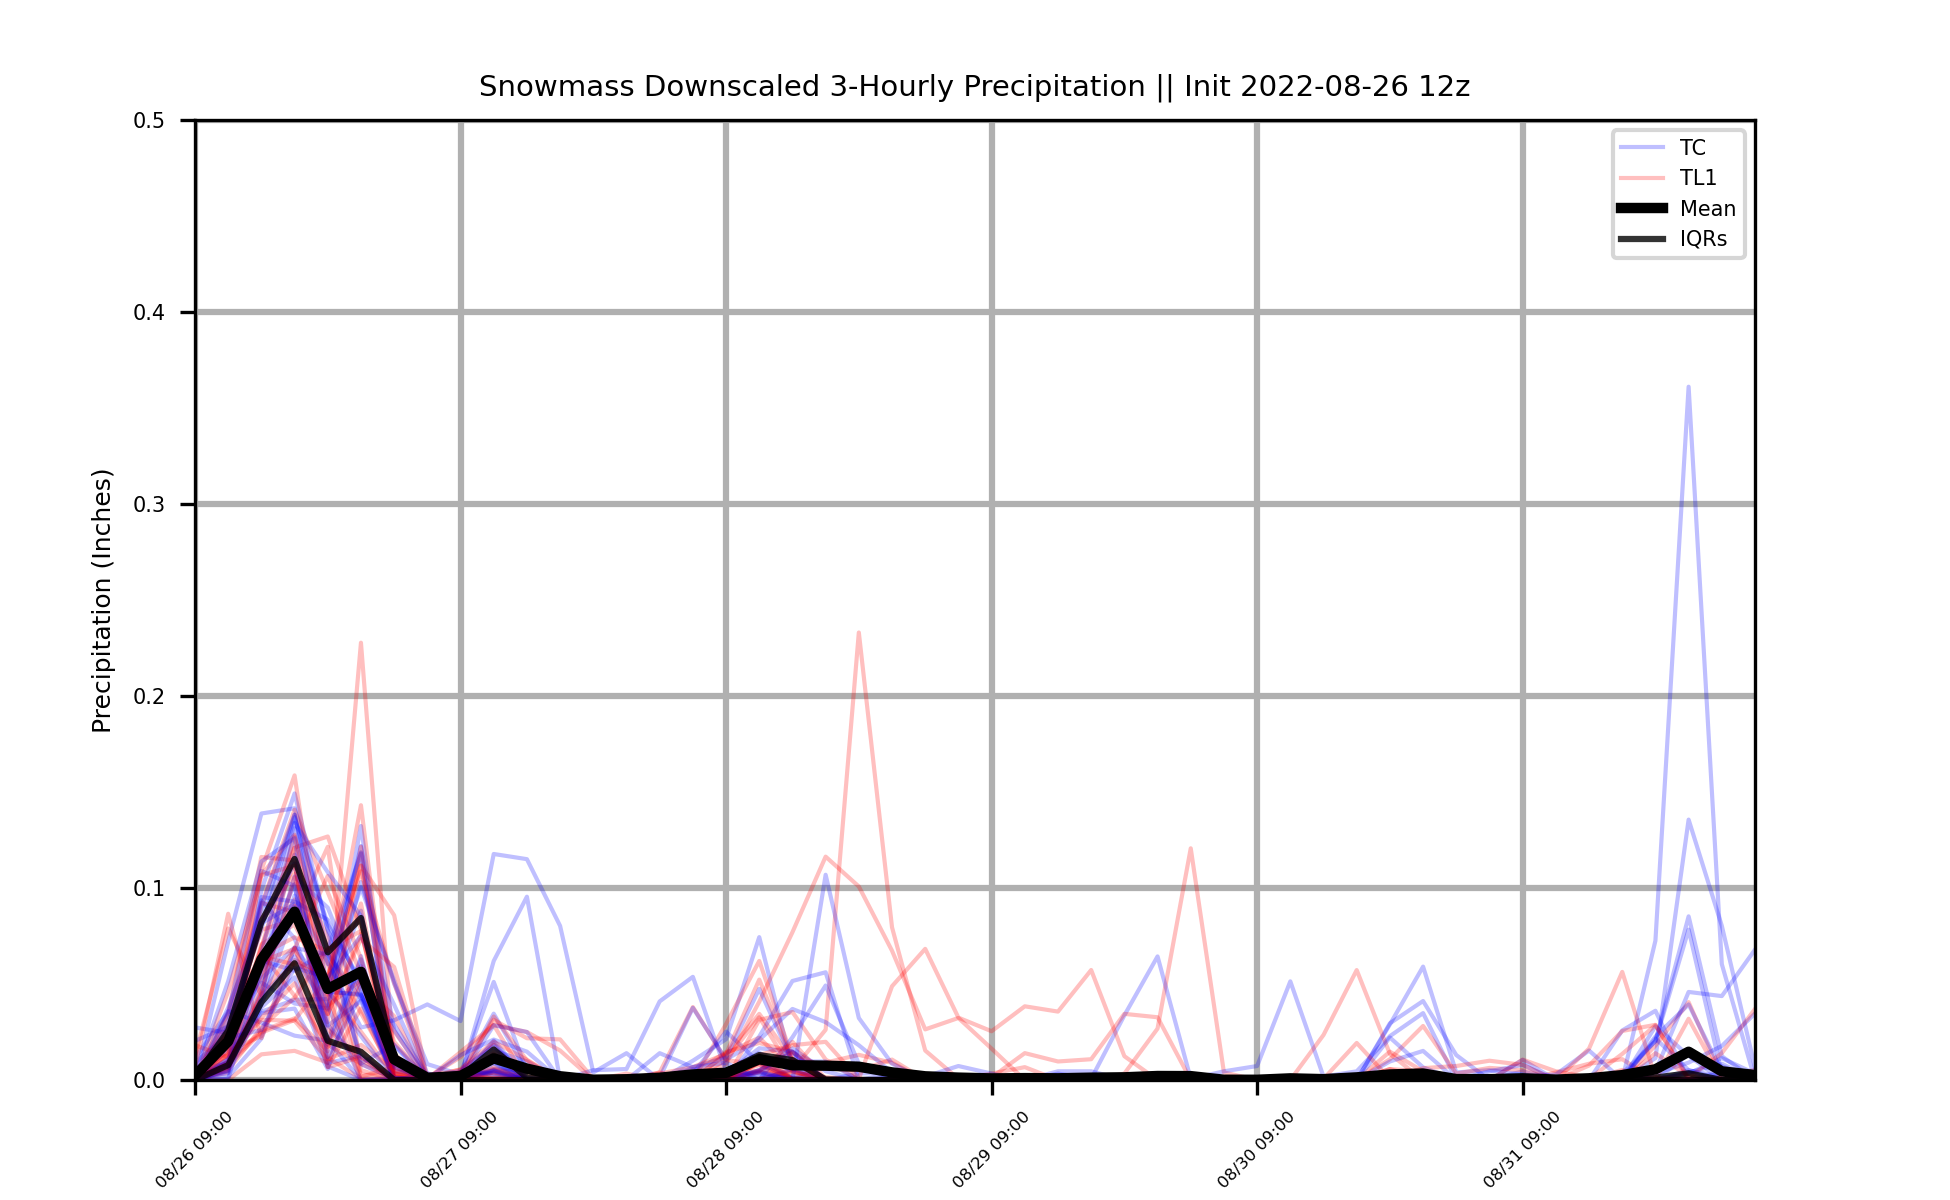 Snowmass Downscaled 3-Hourly Precipitation || Init 2022-08-26 12z
TC
TL1
Mean
IQRs
Precipitation (Inches)
0.5
0.4
0.3
0.2
0.1
0.0
08/26 09:00
08/27 09:00
08/28 09:00
08/29 09:00
08/30 09:00
08/31 09:00